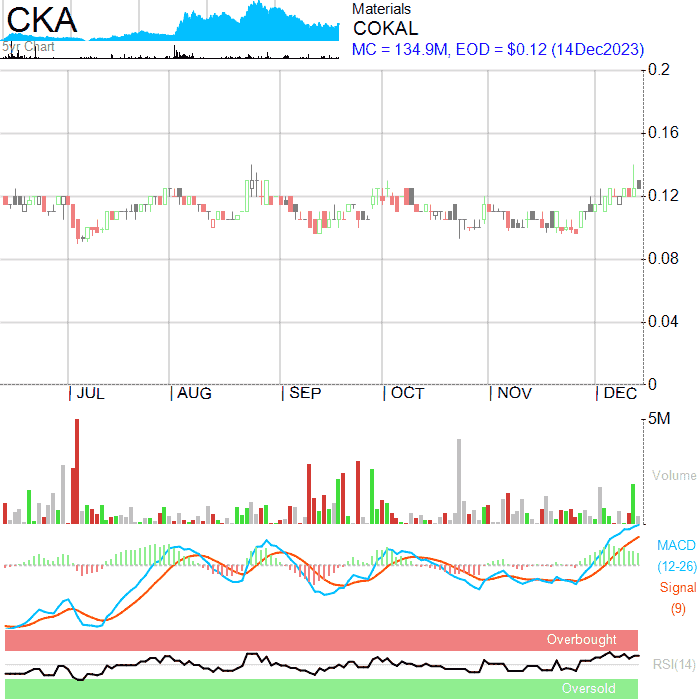 CKA
5yr Chart
Materials
COKAL
MC = 134.9M, EOD = $0.12 (14Dec2023)
0.2
0.16
0.12
0.08
0.04
0
JUL AUG SEP OCT NOV DEC
5M
Volume
MACD
(12-26)
Signal
(9)
Overbought
RSI(14)
Oversold